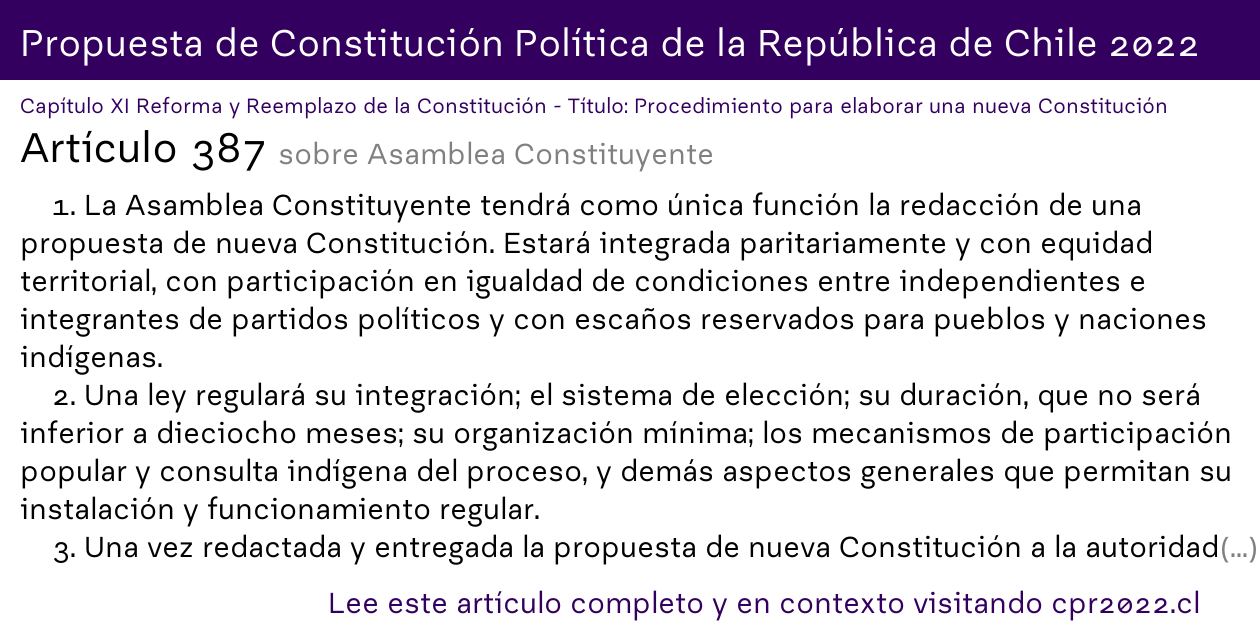 Propuesta de Constitución Política de la República de Chile 2022
Capítulo XI Reforma y Reemplazo de la Constitución - Título: Procedimiento para elaborar una nueva Constitución
Artículo 387 sobre Asamblea Constituyente
1. La Asamblea Constituyente tendrá como única función la redacción de una
propuesta de nueva Constitución. Estará integrada paritariamente y con equidad
territorial, con participación en igualdad de condiciones entre independientes e
integrantes de partidos políticos y con escaños reservados para pueblos y naciones
indígenas.
2. Una ley regulará su integración; el sistema de elección; su duración, que no será
inferior a dieciocho meses; su organización mínima; los mecanismos de participación
popular y consulta indígena del proceso, y demás aspectos generales que permitan su
instalación y funcionamiento regular.
3. Una vez redactada y entregada la propuesta de nueva Constitución a la autoridad(...)
Lee este artículo completo y en contexto visitando cpr2022.cl